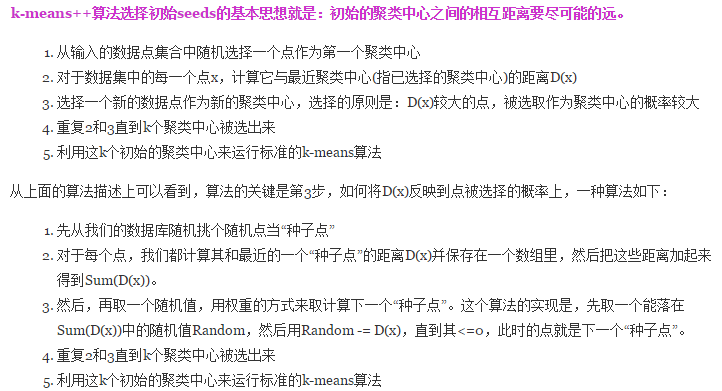 k-means++算法选择初始seeds的基本思想就是：初始的聚类中心之间的相互距离要尽可能的远。
1. 从输入的数据点集合中随机选择一个点作为第一个聚类中心
2. 对于数据集中的每一个点x，计算它与最近聚类中心(指已选择的聚类中心)的距离D(x)
3. 选择一个新的数据点作为新的聚类中心，选择的原则是：D(x)较大的点，被选取作为聚类中心的概率较大
4. 重复2和3直到k个聚类中心被选出来
5. 利用这k个初始的聚类中心来运行标准的k-means算法
从上面的算法描述上可以看到，算法的关键是第3步，如何将D(x)反映到点被选择的概率上，一种算法如下：
1. 先从我们的数据库随机挑个随机点当“种子点”
2. 对于每个点，我们都计算其和最近的一个“种子点”的距离D(x)并保存在一个数组里，然后把这些距离加起来
得到Sum(D(x))。
3. 然后，再取一个随机值，用权重的方式来取计算下一个“种子点”。这个算法的实现是，先取一个能落在
Sum(D(x))中的随机值Random，然后用Random -= D(x)，直到其<=0，此时的点就是下一个“种子点”。
4. 重复2和3直到k个聚类中心被选出来
5. 利用这k个初始的聚类中心来运行标准的k-means算法